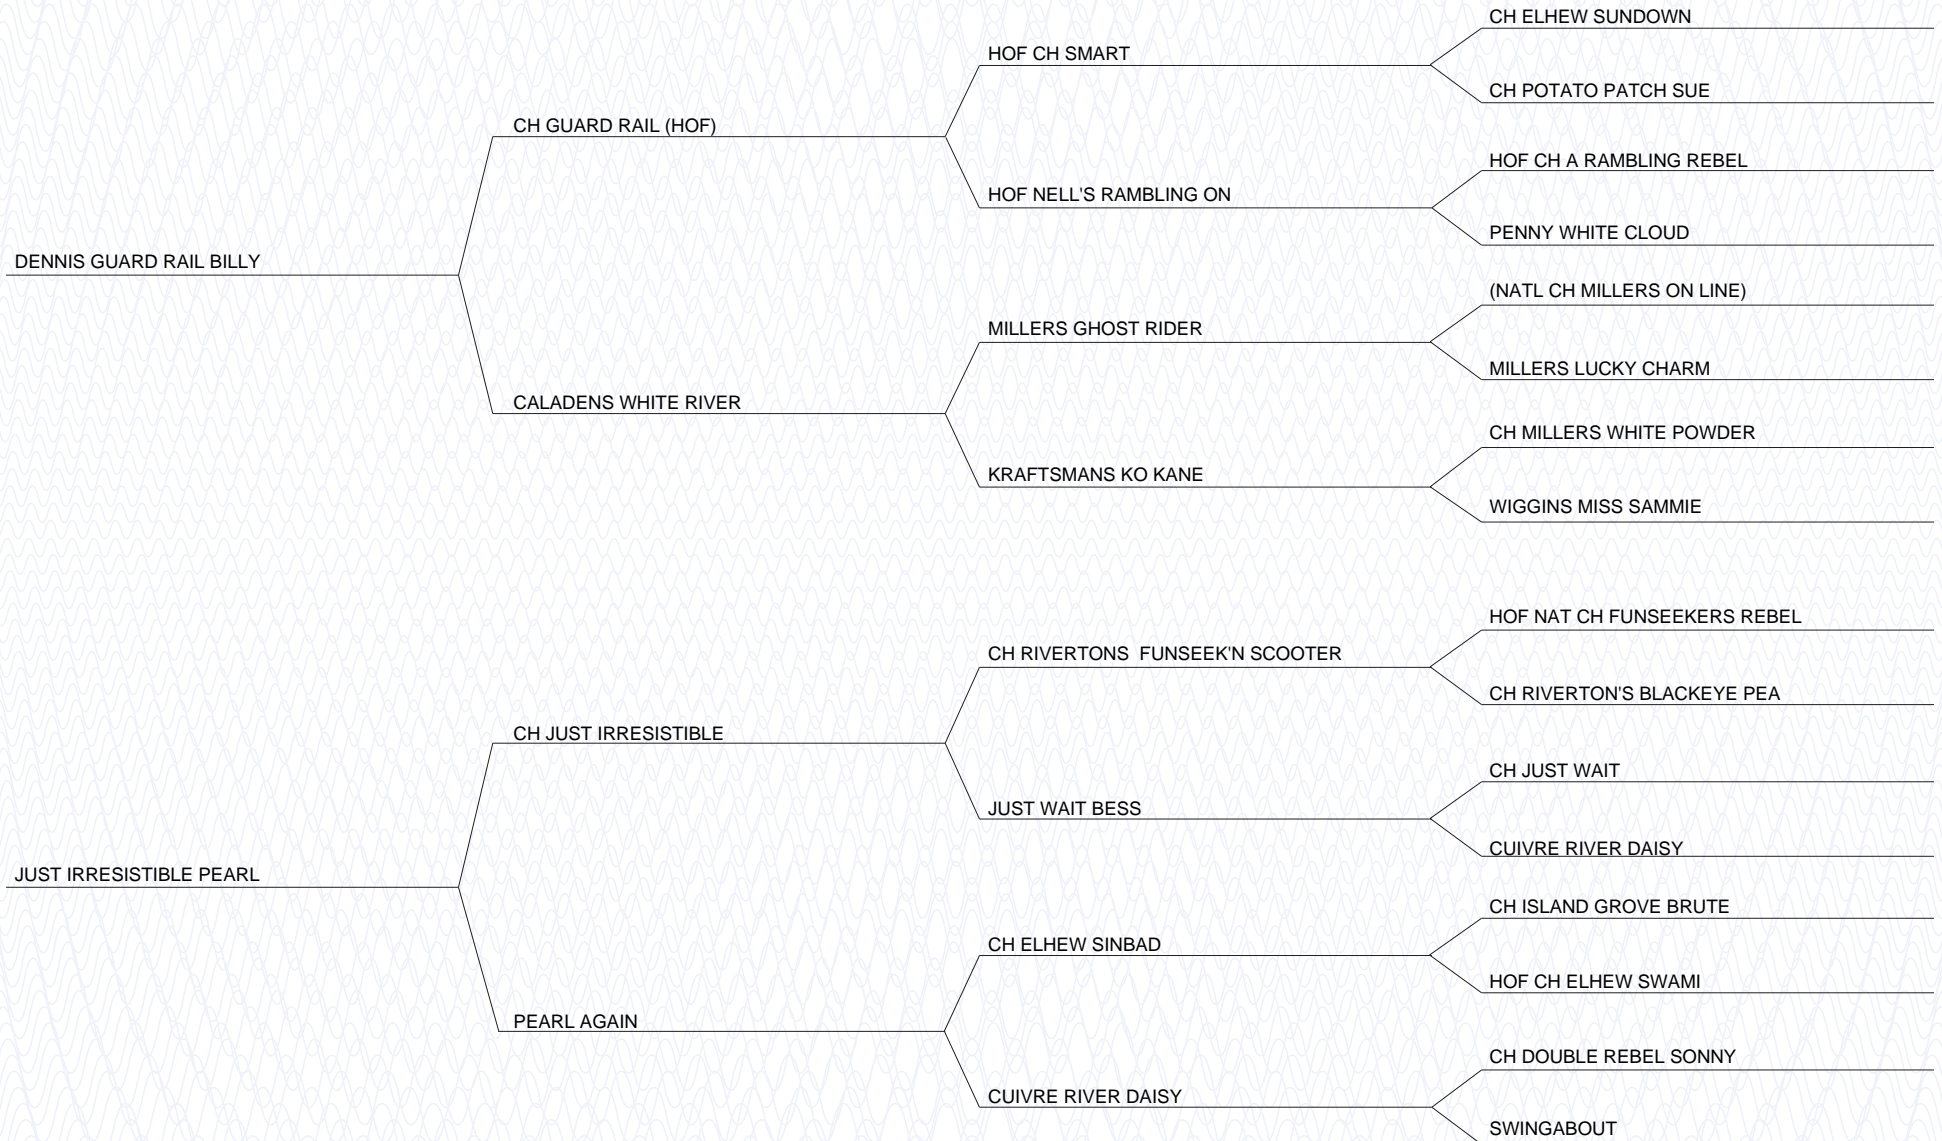 CH ELHEW SUNDOWN
HOF CH SMART
CH POTATO PATCH SUE
CH GUARD RAIL (HOF)
HOF CH A RAMBLING REBEL
HOF NELL'S RAMBLING ON
PENNY WHITE CLOUD
DENNIS GUARD RAIL BILLY
(NATL CH MILLERS ON LINE)
MILLERS GHOST RIDER
MILLERS LUCKY CHARM
CALADENS WHITE RIVER
CH MILLERS WHITE POWDER
KRAFTSMANS KO KANE
WIGGINS MISS SAMMIE
HOF NAT CH FUNSEEKERS REBEL
CH RIVERTONS  FUNSEEK'N SCOOTER
CH RIVERTON'S BLACKEYE PEA
CH JUST IRRESISTIBLE
CH JUST WAIT
JUST WAIT BESS
CUIVRE RIVER DAISY
JUST IRRESISTIBLE PEARL
CH ISLAND GROVE BRUTE
CH ELHEW SINBAD
HOF CH ELHEW SWAMI
PEARL AGAIN
CH DOUBLE REBEL SONNY
CUIVRE RIVER DAISY
SWINGABOUT